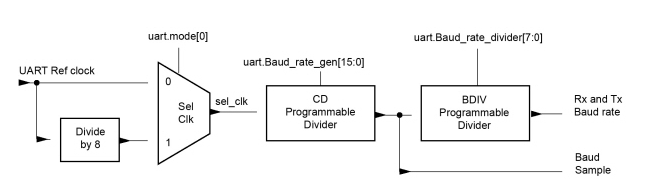 uart.mode[0]
uart.Baud_rate_gen[15:0]
uart.Baud_rate_divider[7:0]
UART Ref clock
0
Sel
Clk
1
sel_clk
Divide
by 8
CD
Programmable
Divider
BDIV
Programmable
Divider
Rx and Tx
Baud rate
Baud
Sample